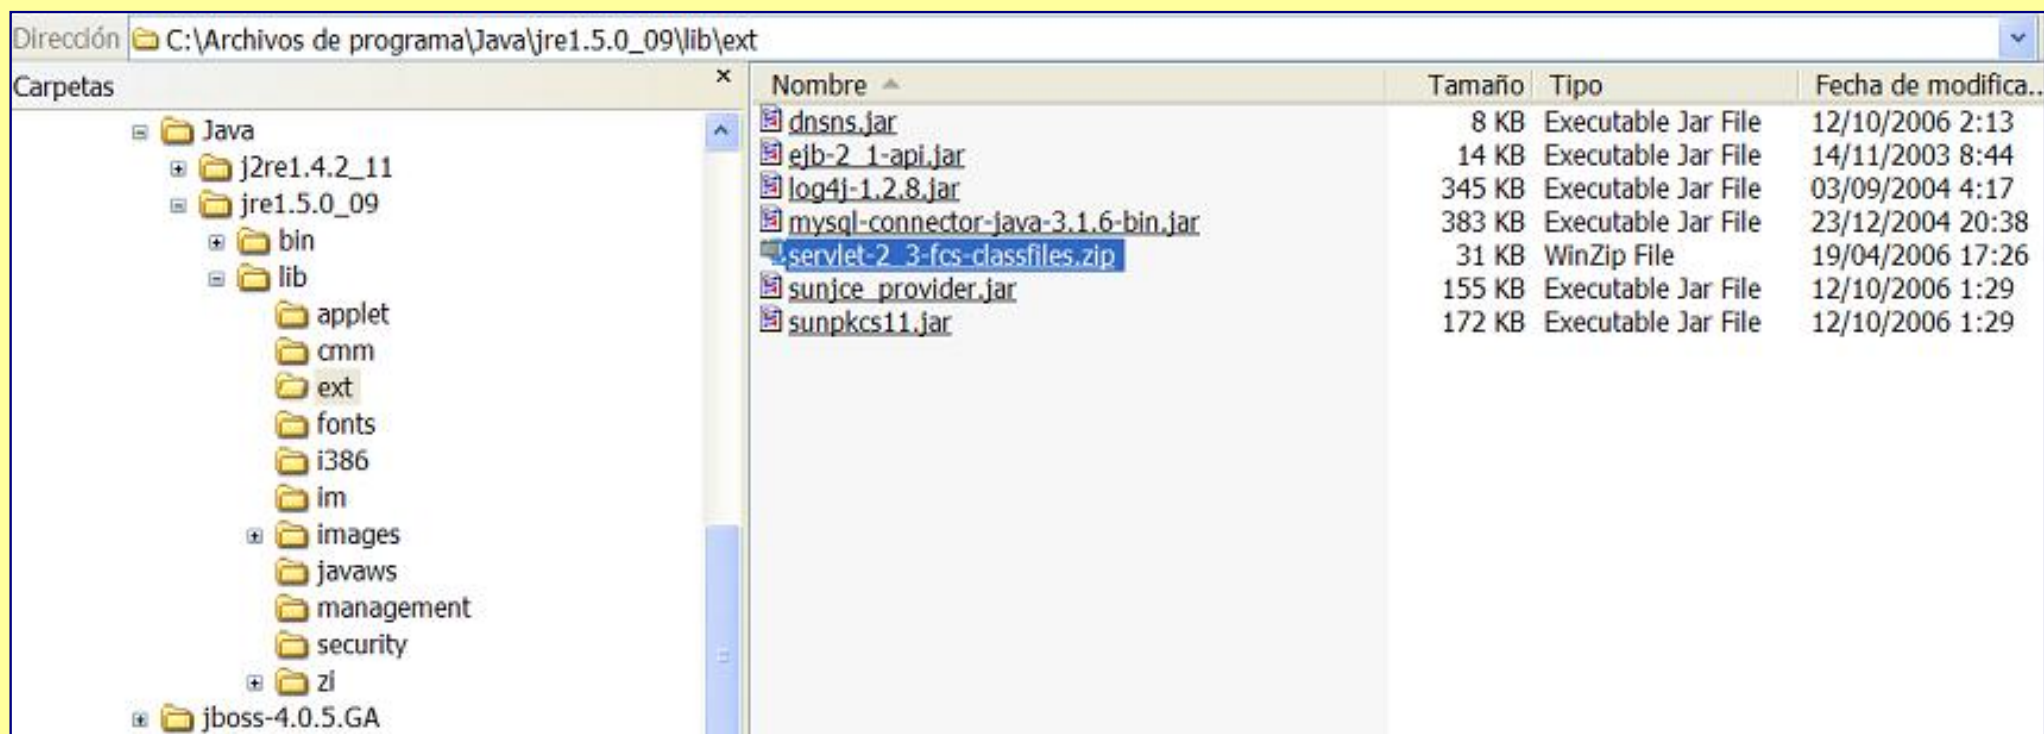 Dirección C:\Archivos de programa\Java\jre1.5.0_09\lib\ext
Carpetas
Java
j2re1.4.2_11
jre1.5.0_09
bin
lib
applet
cmm
ext
fonts
i386
im
images
javaws
management
security
zi
jboss-4.0.5.GA
Nombre Tamaño Tipo Fecha de modifica..
dnsns.jar 8 KB Executable Jar File 12/10/2006 2:13
ejb-2_1-api.jar 14 KB Executable Jar File 14/11/2003 8:44
log4j-1.2.8.jar 345 KB Executable Jar File 03/09/2004 4:17
mysql-connector-java-3.1.6-bin.jar 383 KB Executable Jar File 23/12/2004 20:38
servlet-2_3-fcs-classfiles.zip 31 KB WinZip File 19/04/2006 17:26
sunjce_provider.jar 155 KB Executable Jar File 12/10/2006 1:29
sunpkcs11.jar 172 KB Executable Jar File 12/10/2006 1:29